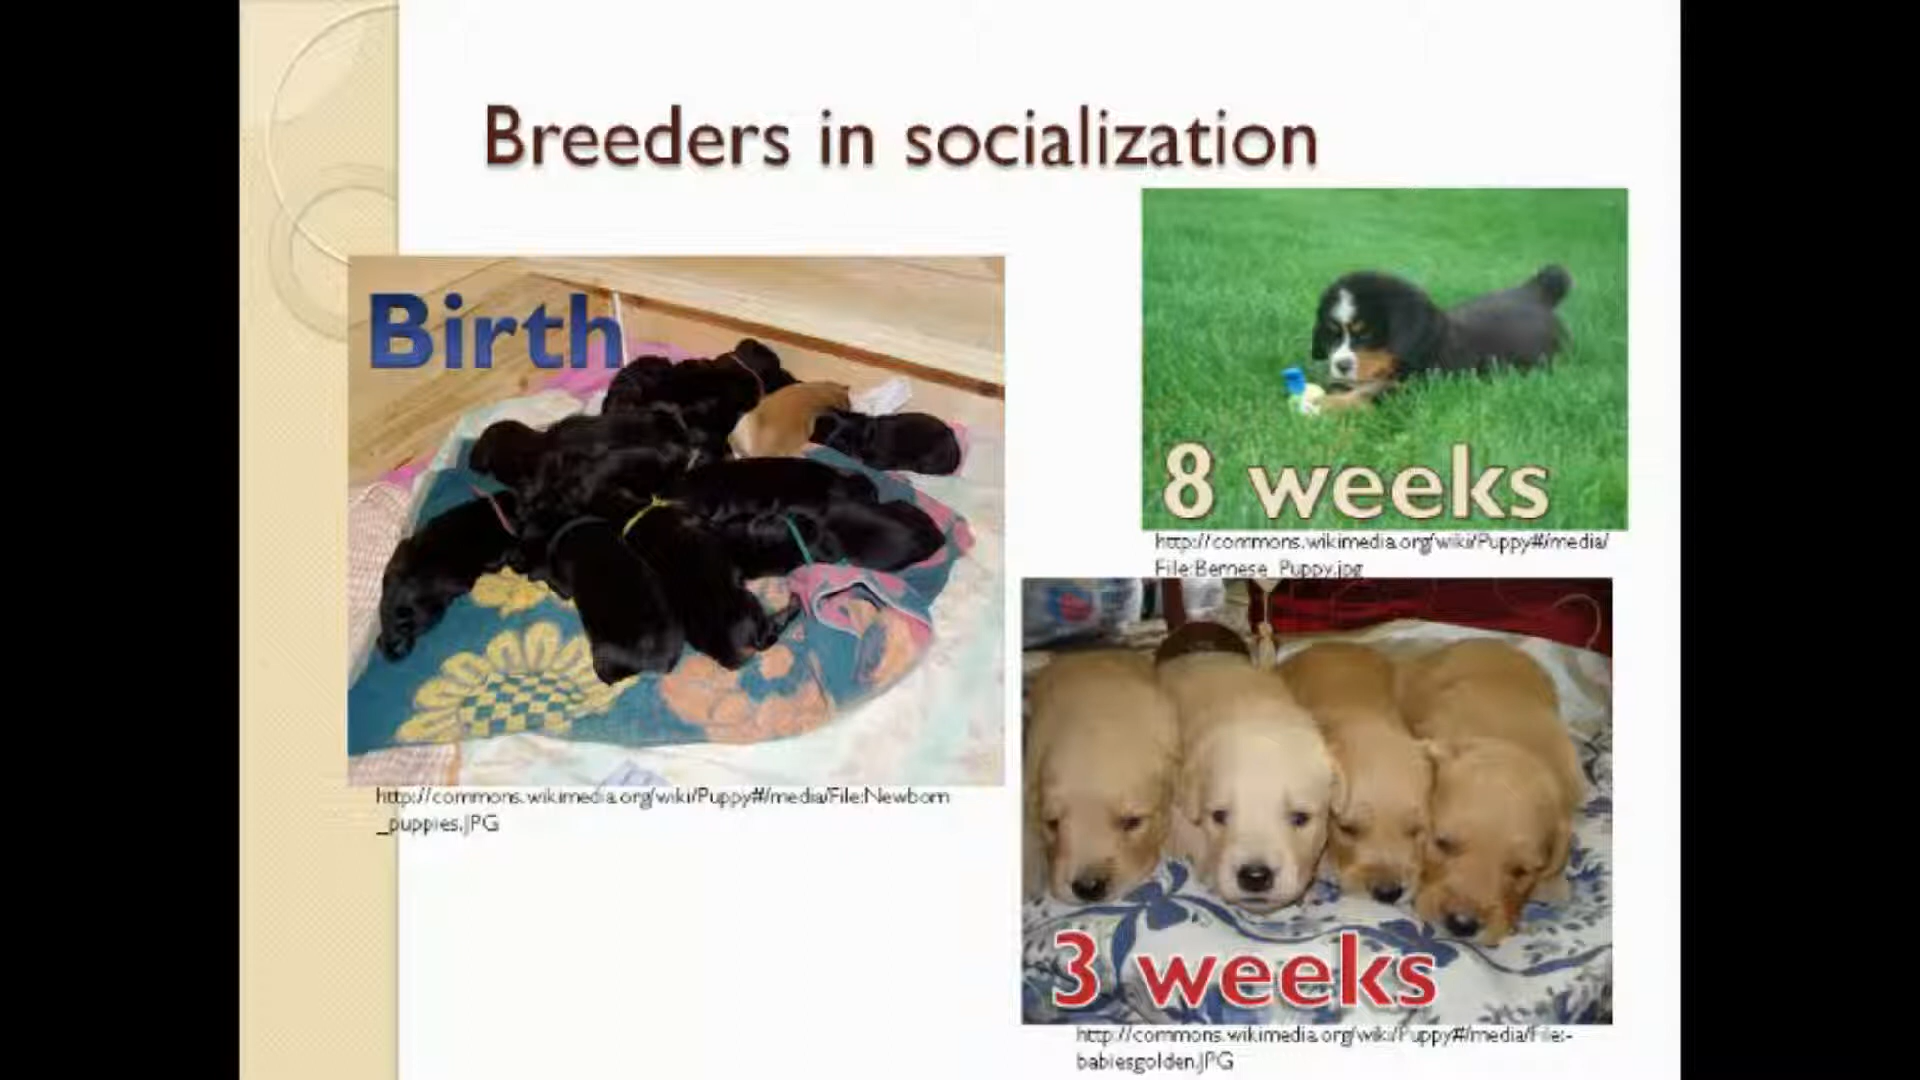 Breeders in socialization
Birth
http://commons.wikimedia.org/wiki/Puppy#/media/File:Newborn
_puppies.JPG
8 weeks
http://commons.wikimedia.org/wiki/Puppy#/media/
File:Bernese_Puppy.jpg
3 weeks
http://commons.wikimedia.org/wiki/Puppy#/media/File:-
babiesgolden.JPG